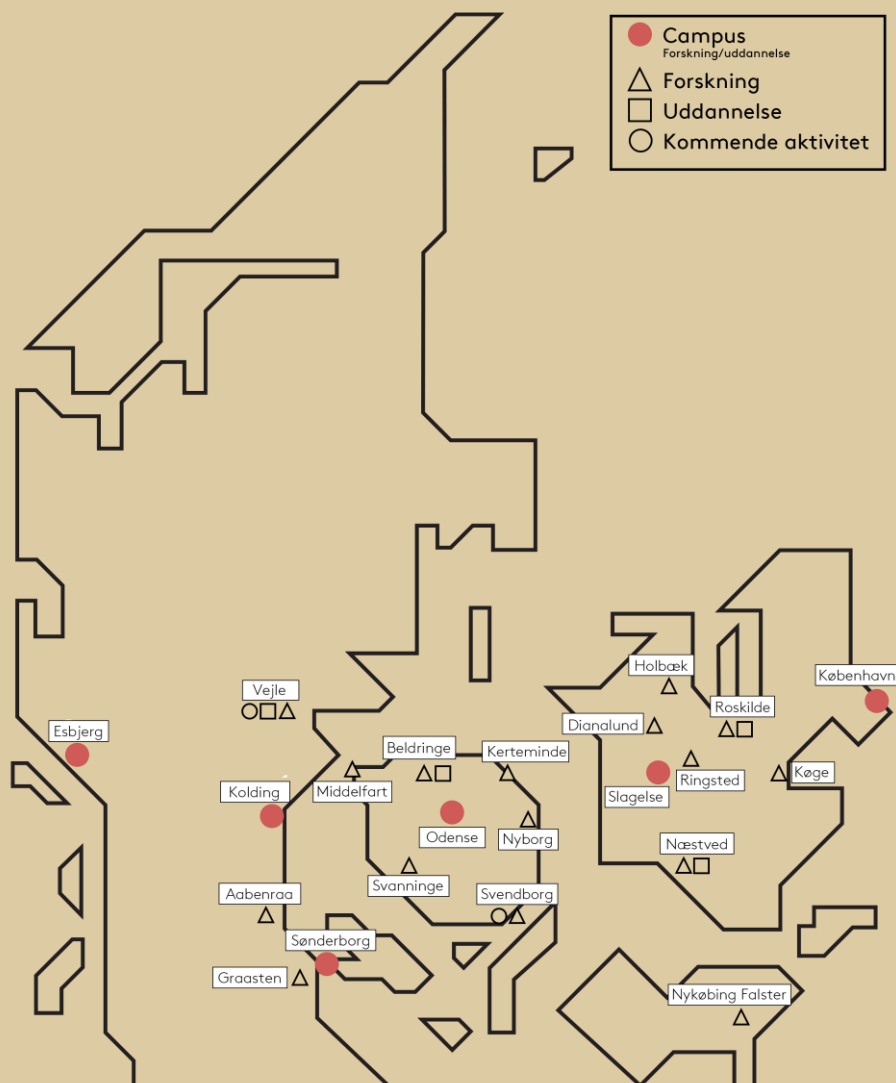 Campus
Forskning/uddannelse
Forskning
Uddannelse
Kommende aktivitet
Holbæk
København
Vejle
Roskilde
Dianalund
Esbjerg
Beldringe
Kerteminde
Ringsted
Køge
Kolding
Middelfart
Slagelse
Odense
Nyborg
Næstved
Svanninge
Aabenraa
Svendborg
Sønderborg
Graasten
Nykøbing Falster